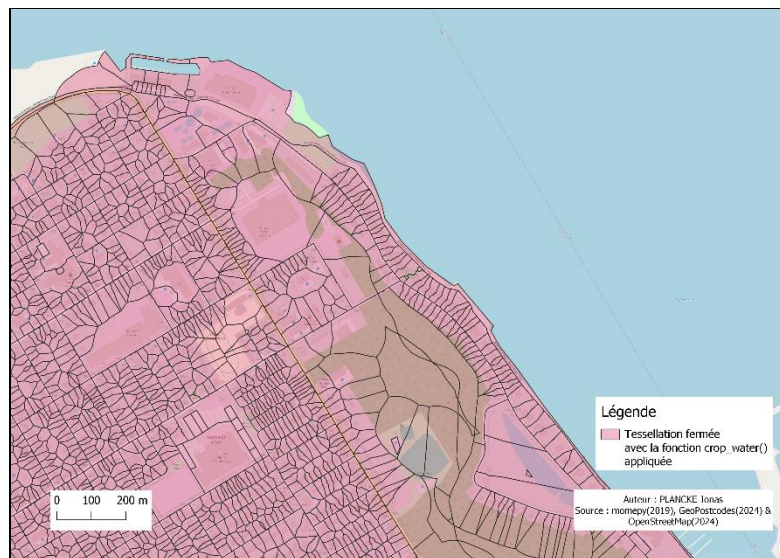 Légende
Tessellation fermée
avec la fonction crop_water()
appliquée
0 100 200 m
Auteur : PLANCKE Jonas
Source : momepy(2019), GeoPostcodes(2024) &
OpenStreetMap(2024)